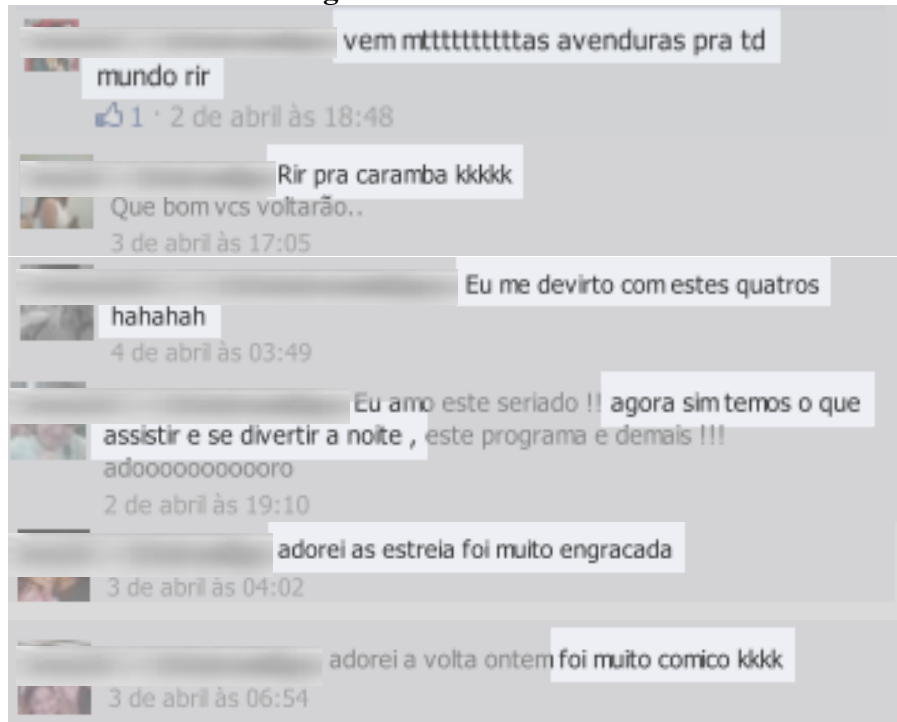 vem mttttttttttas avenduras pra td
mundo rir
1 · 2 de abril às 18:48
Rir pra caramba kkkkk
Que bom vcs voltarão..
3 de abril às 17:05
Eu me devirto com estes quatros
hahahah
4 de abril às 03:49
Eu amo este seriado !! agora sim temos o que
assistir e se divertir a noite , este programa e demais !!!
adooooooooooro
2 de abril às 19:10
adorei as estreia foi muito engracada
3 de abril às 04:02
adorei a volta ontem foi muito comico kkkk
3 de abril às 06:54